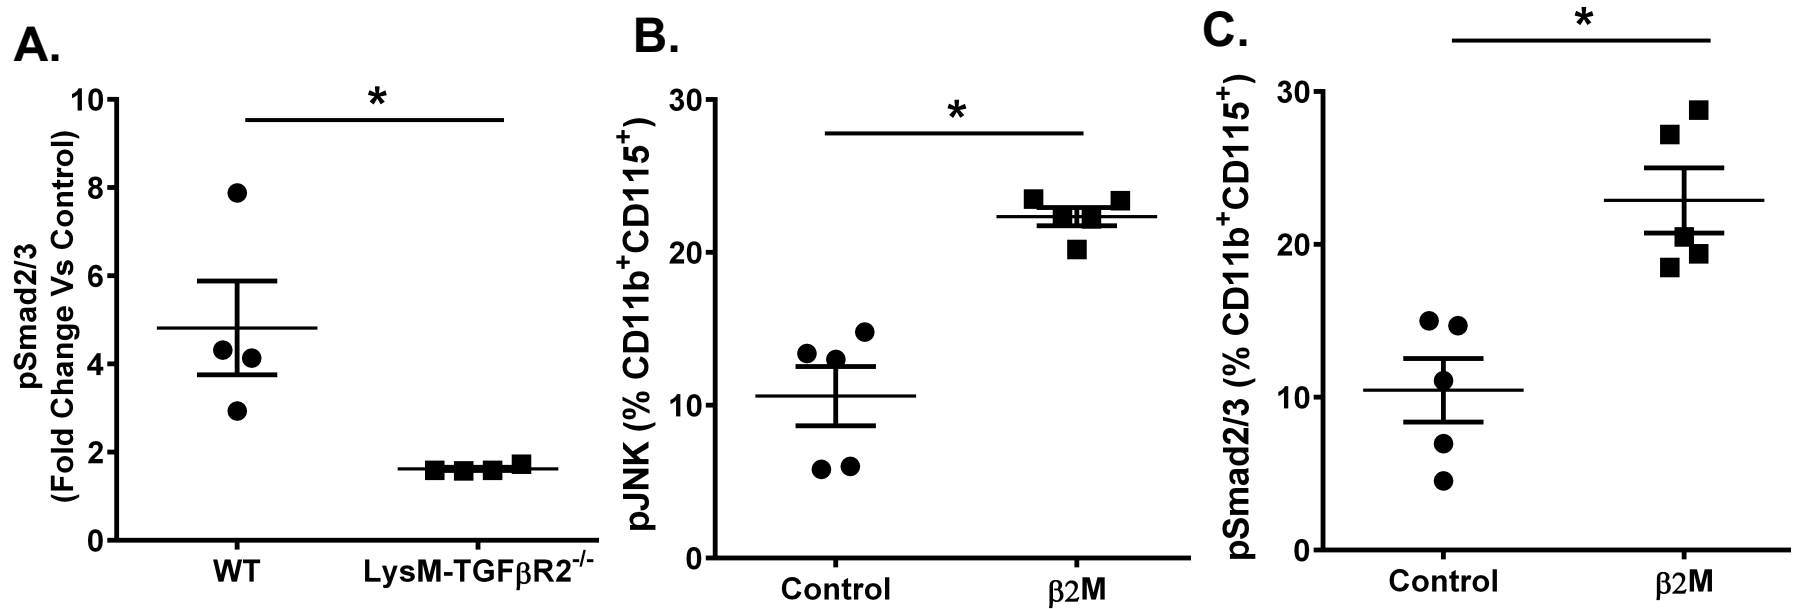 A.
pSmad2/3
(Fold Change Vs Control)
10
8
6
4
2
0
*
WT
LysM-TGFβR2-/-
B.
pJNK (% CD11b+CD115+)
30
20
10
0
*
Control
β2M
C.
pSmad2/3 (% CD11b+CD115+)
30
20
10
0
*
Control
β2M